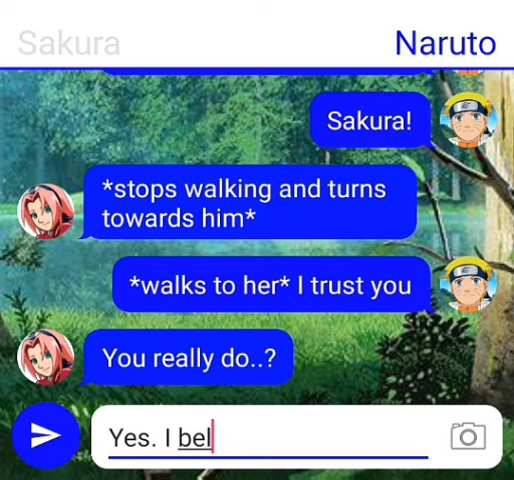 Sakura
Naruto
Sakura!
*stops walking and turns
towards him*
*walks to her* I trust you
You really do..?
Yes. I bel